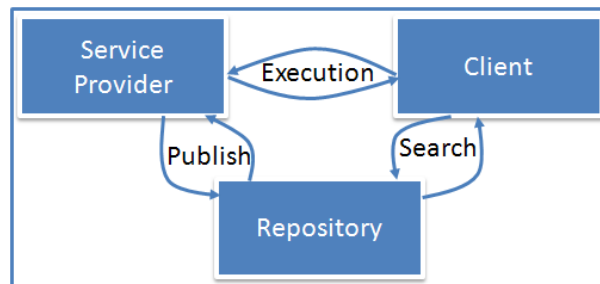 Service
Provider
Execution
Client
Publish
Search
Repository